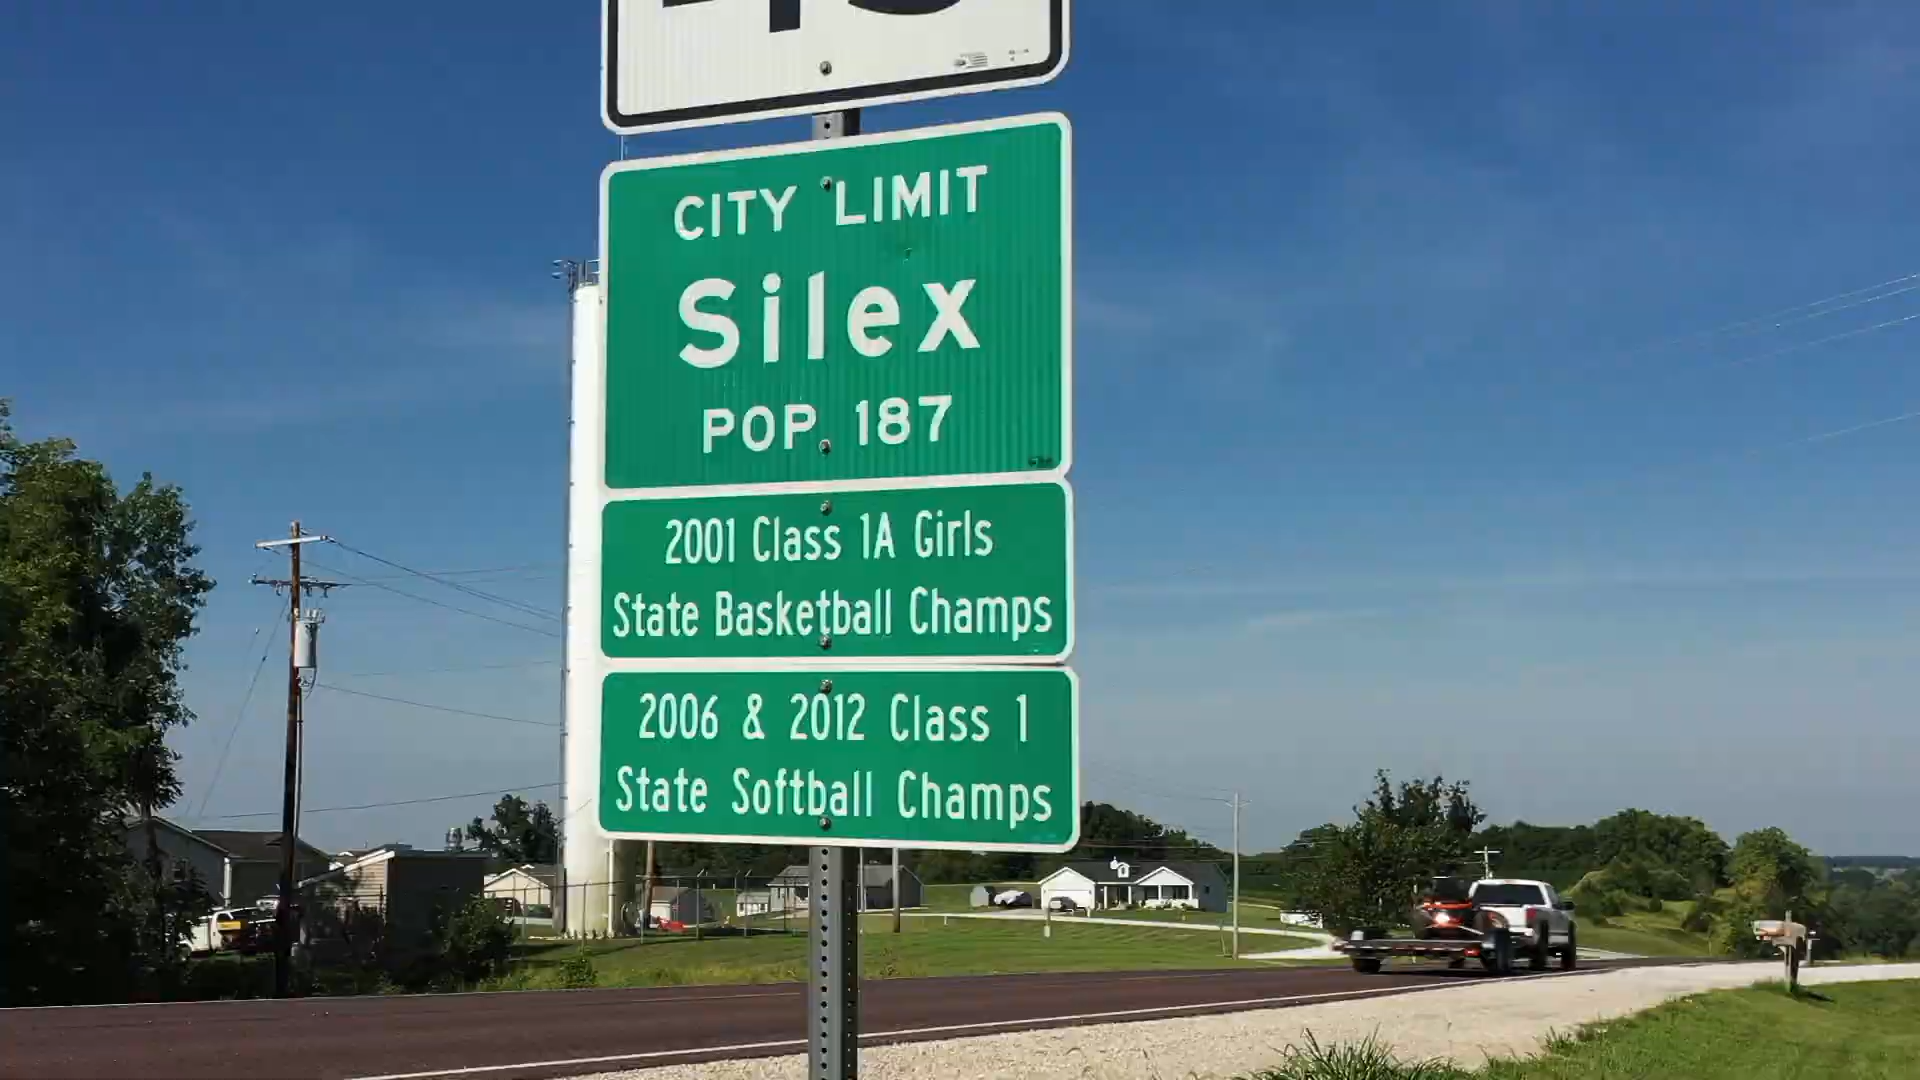 CITY LIMIT
Silex
POP. 187
2001 Class 1A Girls
State Basketball Champs
2006 & 2012 Class 1
State Softball Champs